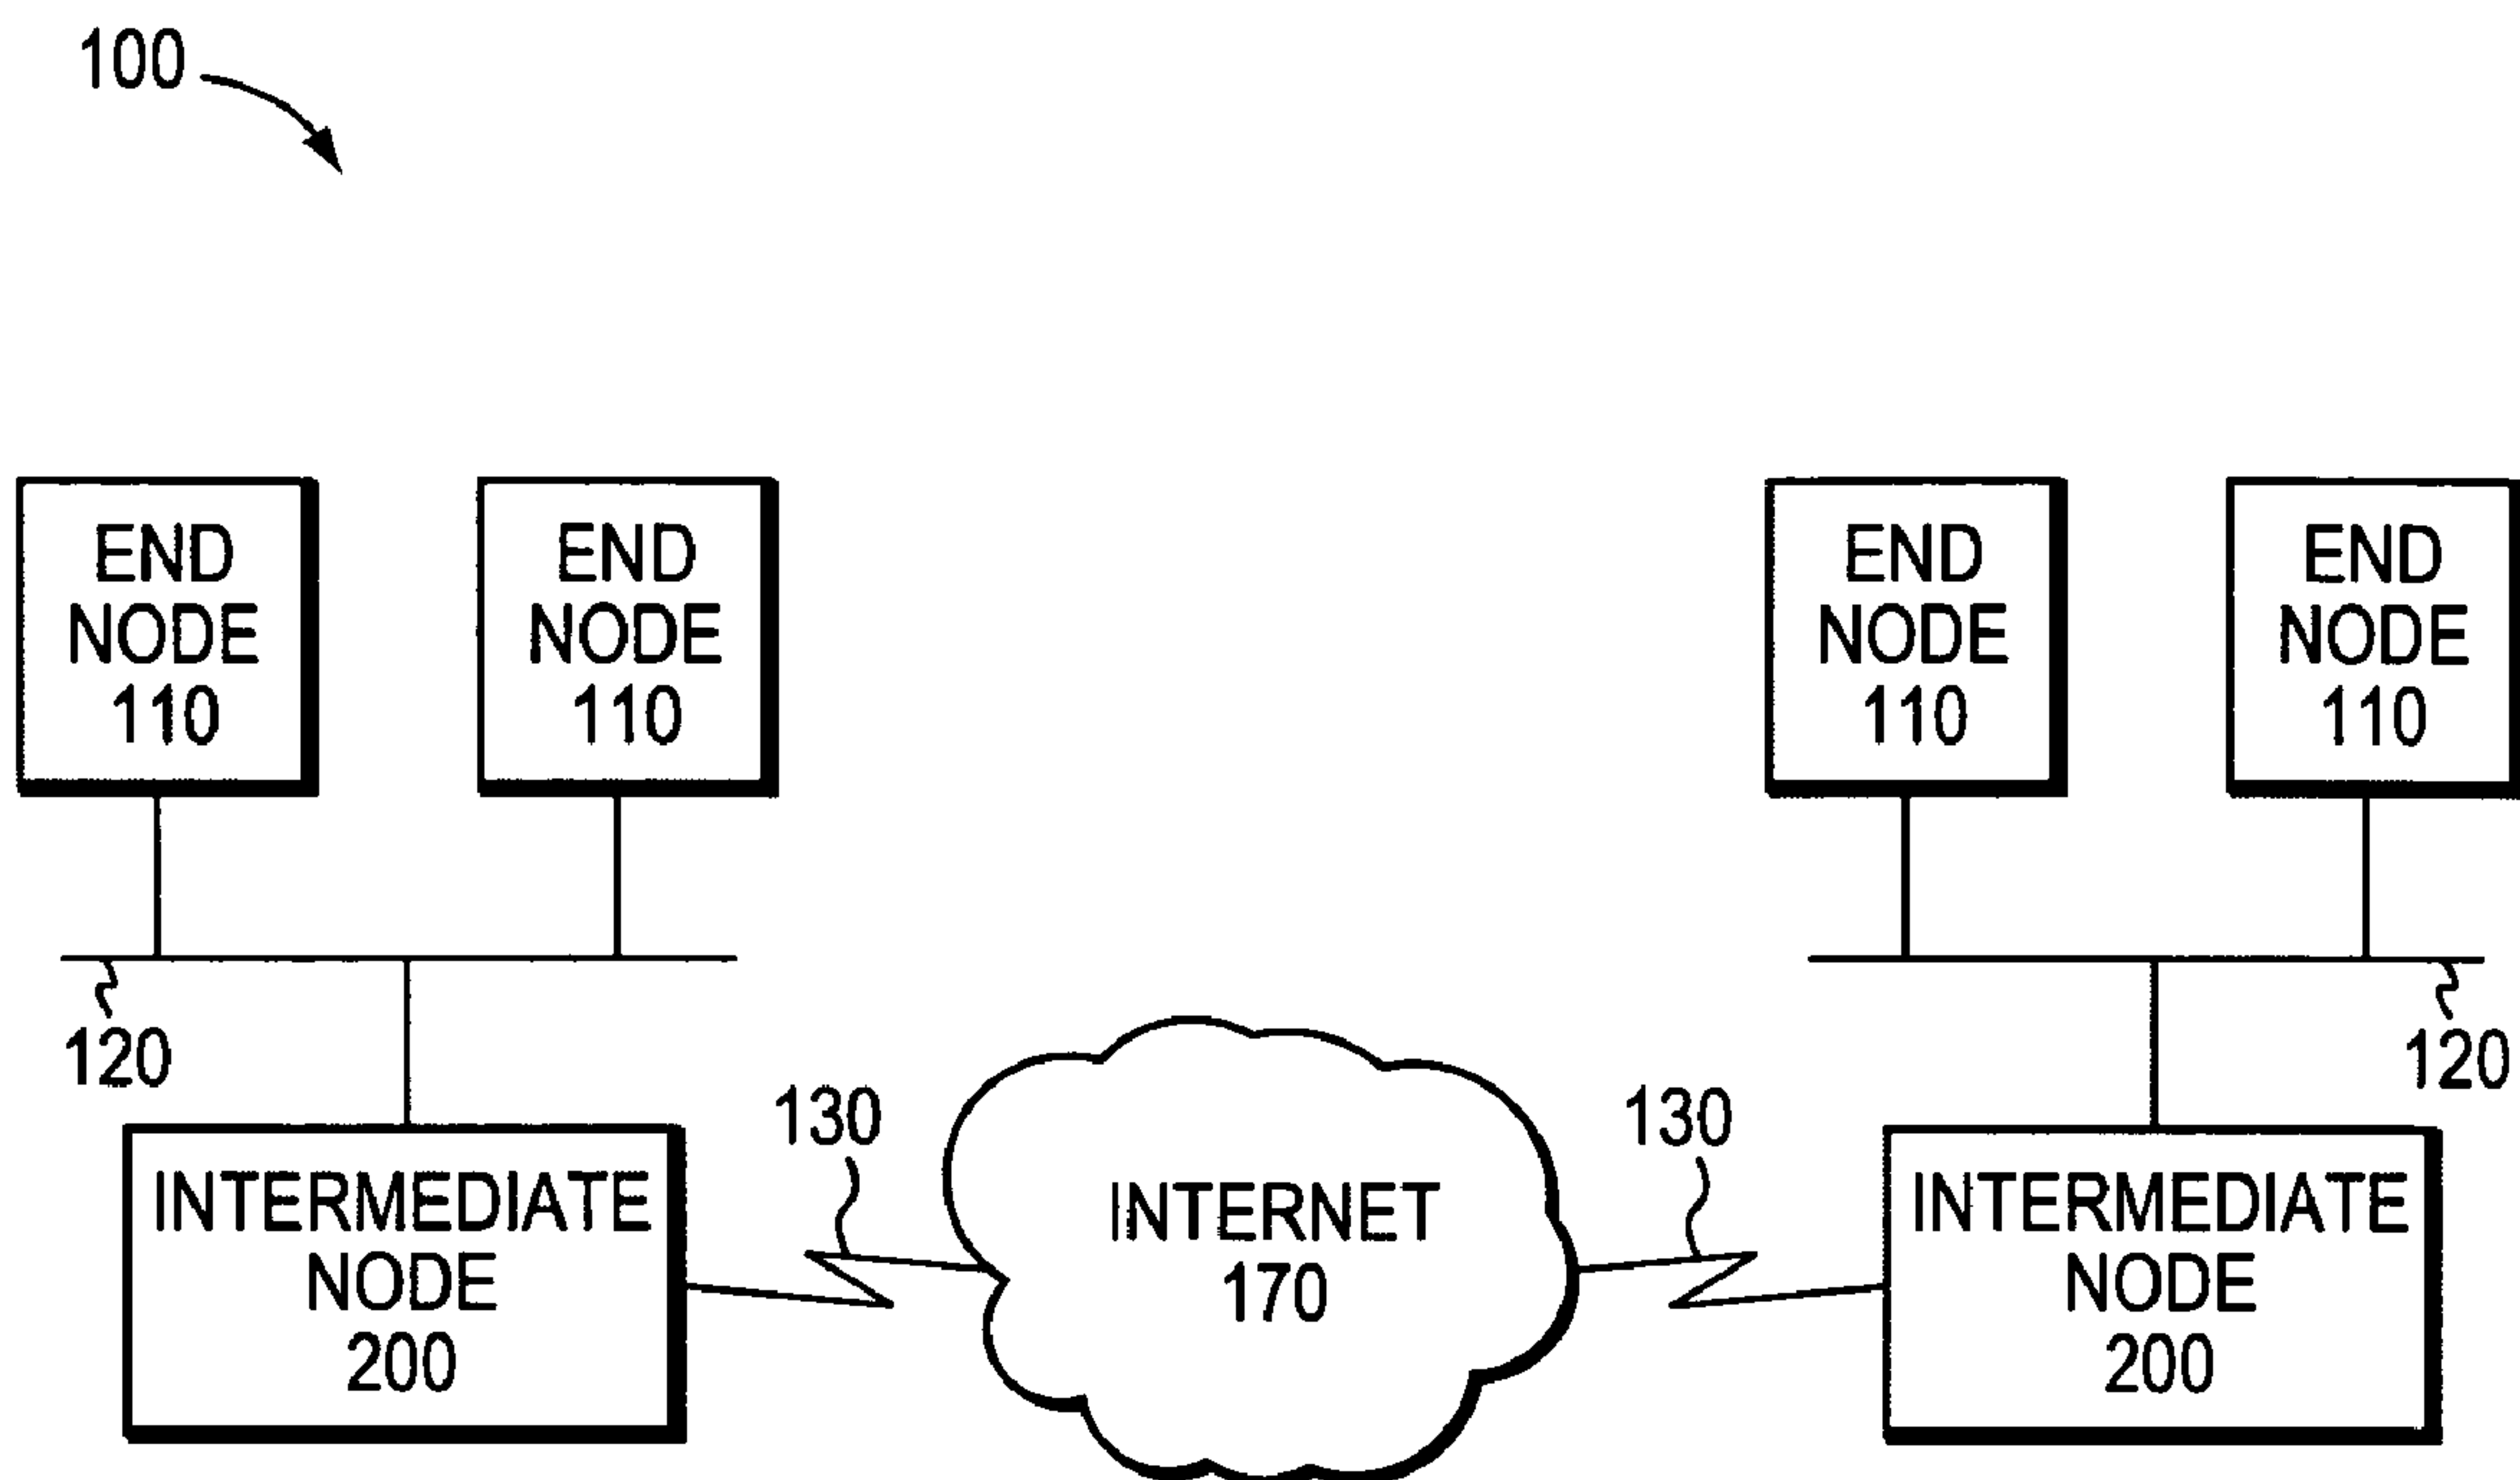 100
END
NODE
110
END
NODE
110
END
NODE
110
END
NODE
110
120
120
130
130
INTERMEDIATE
NODE
200
INTERNET
170
INTERMEDIATE
NODE
200